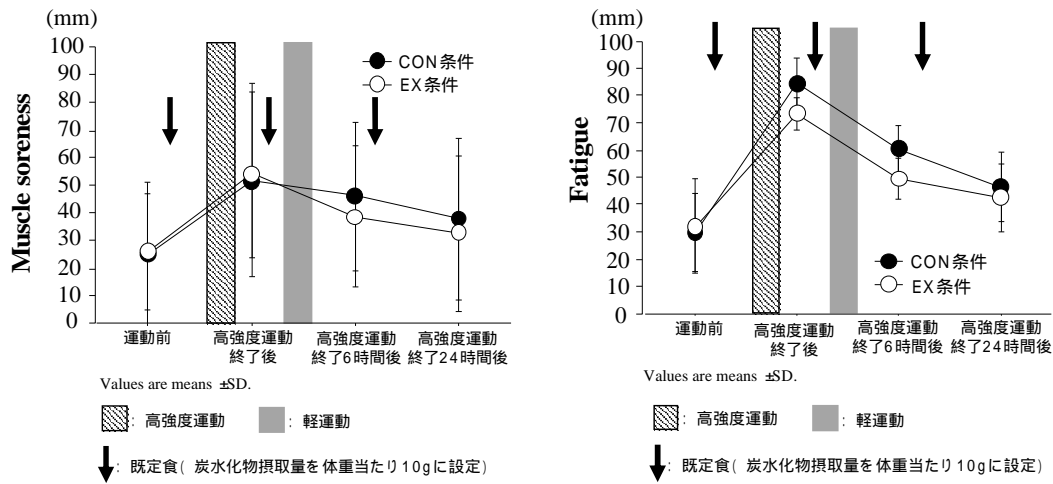 (mm)
Muscle soreness
100
90
80
70
60
50
40
30
20
10
0
CON条件
EX条件
運動前
高強度運動
終了後
高強度運動
終了6時間後
高強度運動
終了24時間後
Values are means ±SD.
: 高強度運動
: 軽運動
: 既定食( 炭水化物摂取量を体重当たり10gに設定)
(mm)
Fatigue
100
90
80
70
60
50
40
30
20
10
0
CON条件
EX条件
運動前
高強度運動
終了後
高強度運動
終了6時間後
高強度運動
終了24時間後
Values are means ±SD.
: 高強度運動
: 軽運動
: 既定食( 炭水化物摂取量を体重当たり10gに設定)